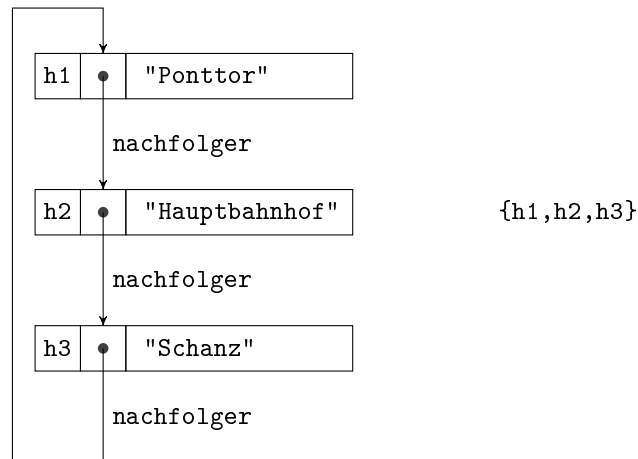 h1 "Ponttor"
nachfolger
h2 "Hauptbahnhof" {h1,h2,h3}
nachfolger
h3 "Schanz"
nachfolger